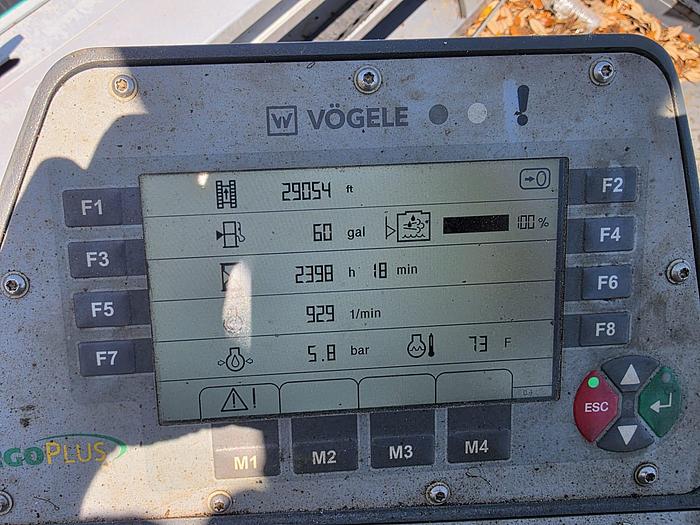 W VÖGELE !
29054 ft
→0
F1
F2
60 gal
100 %
F3
F4
2398 h 18 min
F5
F6
929 1/min
F7
F8
5.8 bar
73 F
!
ESC
M1
M2
M3
M4
GOPLUS